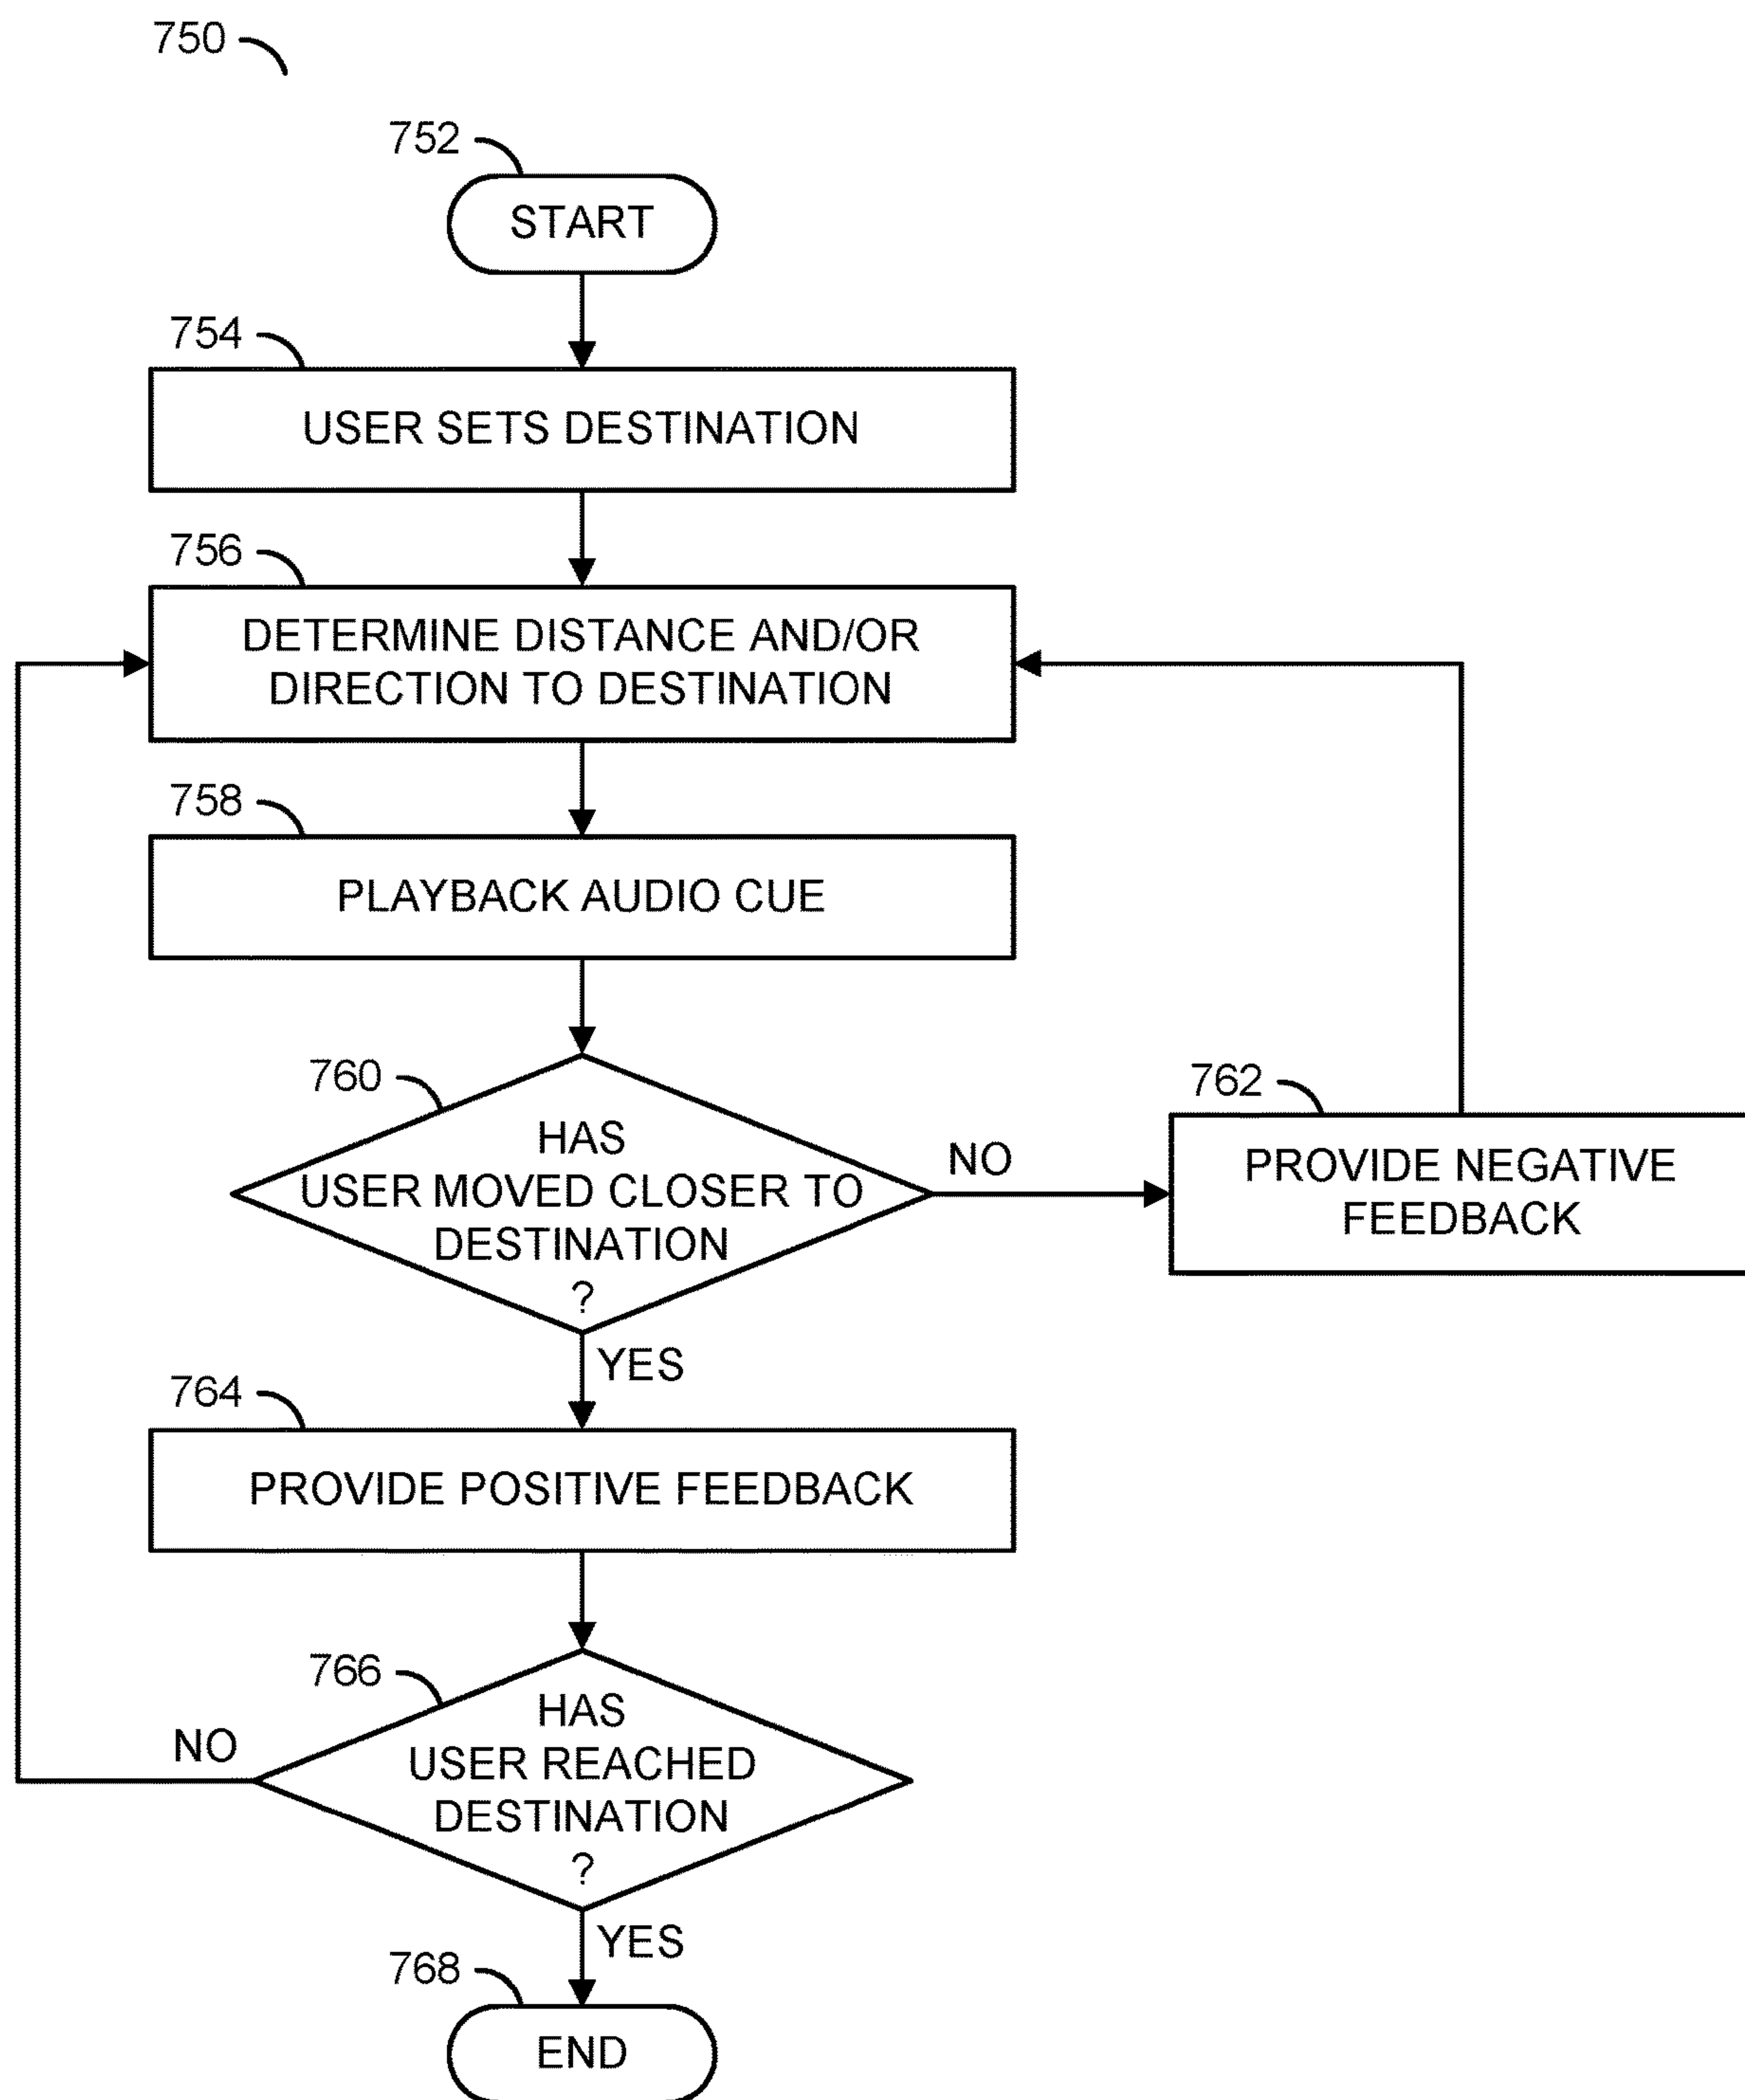 750
752
START
754
USER SETS DESTINATION
756
DETERMINE DISTANCE AND/OR
DIRECTION TO DESTINATION
758
PLAYBACK AUDIO CUE
760
HAS
USER MOVED CLOSER TO
DESTINATION
?
NO
762
PROVIDE NEGATIVE
FEEDBACK
YES
764
PROVIDE POSITIVE FEEDBACK
766
HAS
USER REACHED
DESTINATION
?
NO
YES
768
END